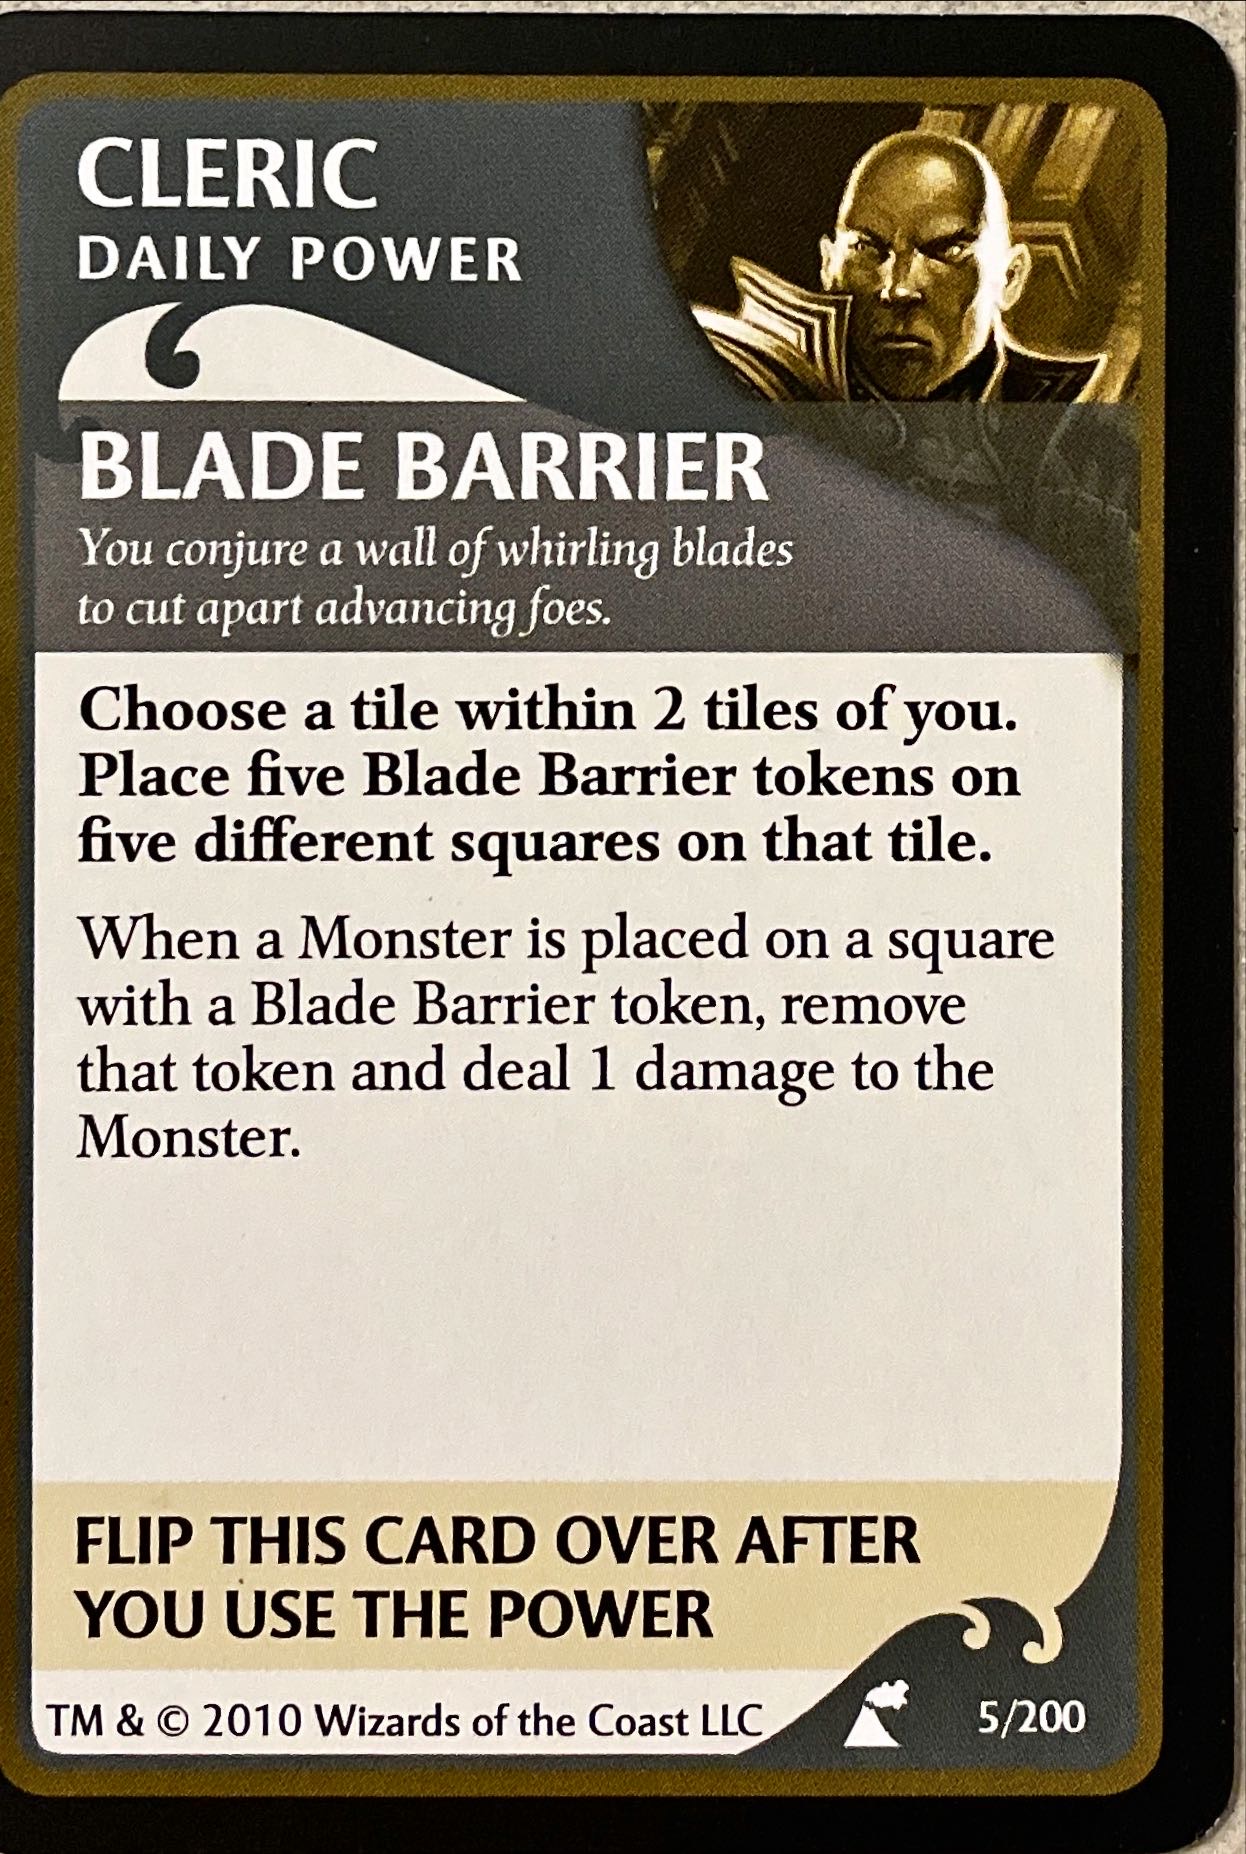 CLERIC
DAILY POWER
BLADE BARRIER
You conjure a wall of whirling blades
to cut apart advancing foes.
Choose a tile within 2 tiles of you.
Place five Blade Barrier tokens on
five different squares on that tile.
When a Monster is placed on a square
with a Blade Barrier token, remove
that token and deal 1 damage to the
Monster.
FLIP THIS CARD OVER AFTER
YOU USE THE POWER
TM & © 2010 Wizards of the Coast LLC
5/200